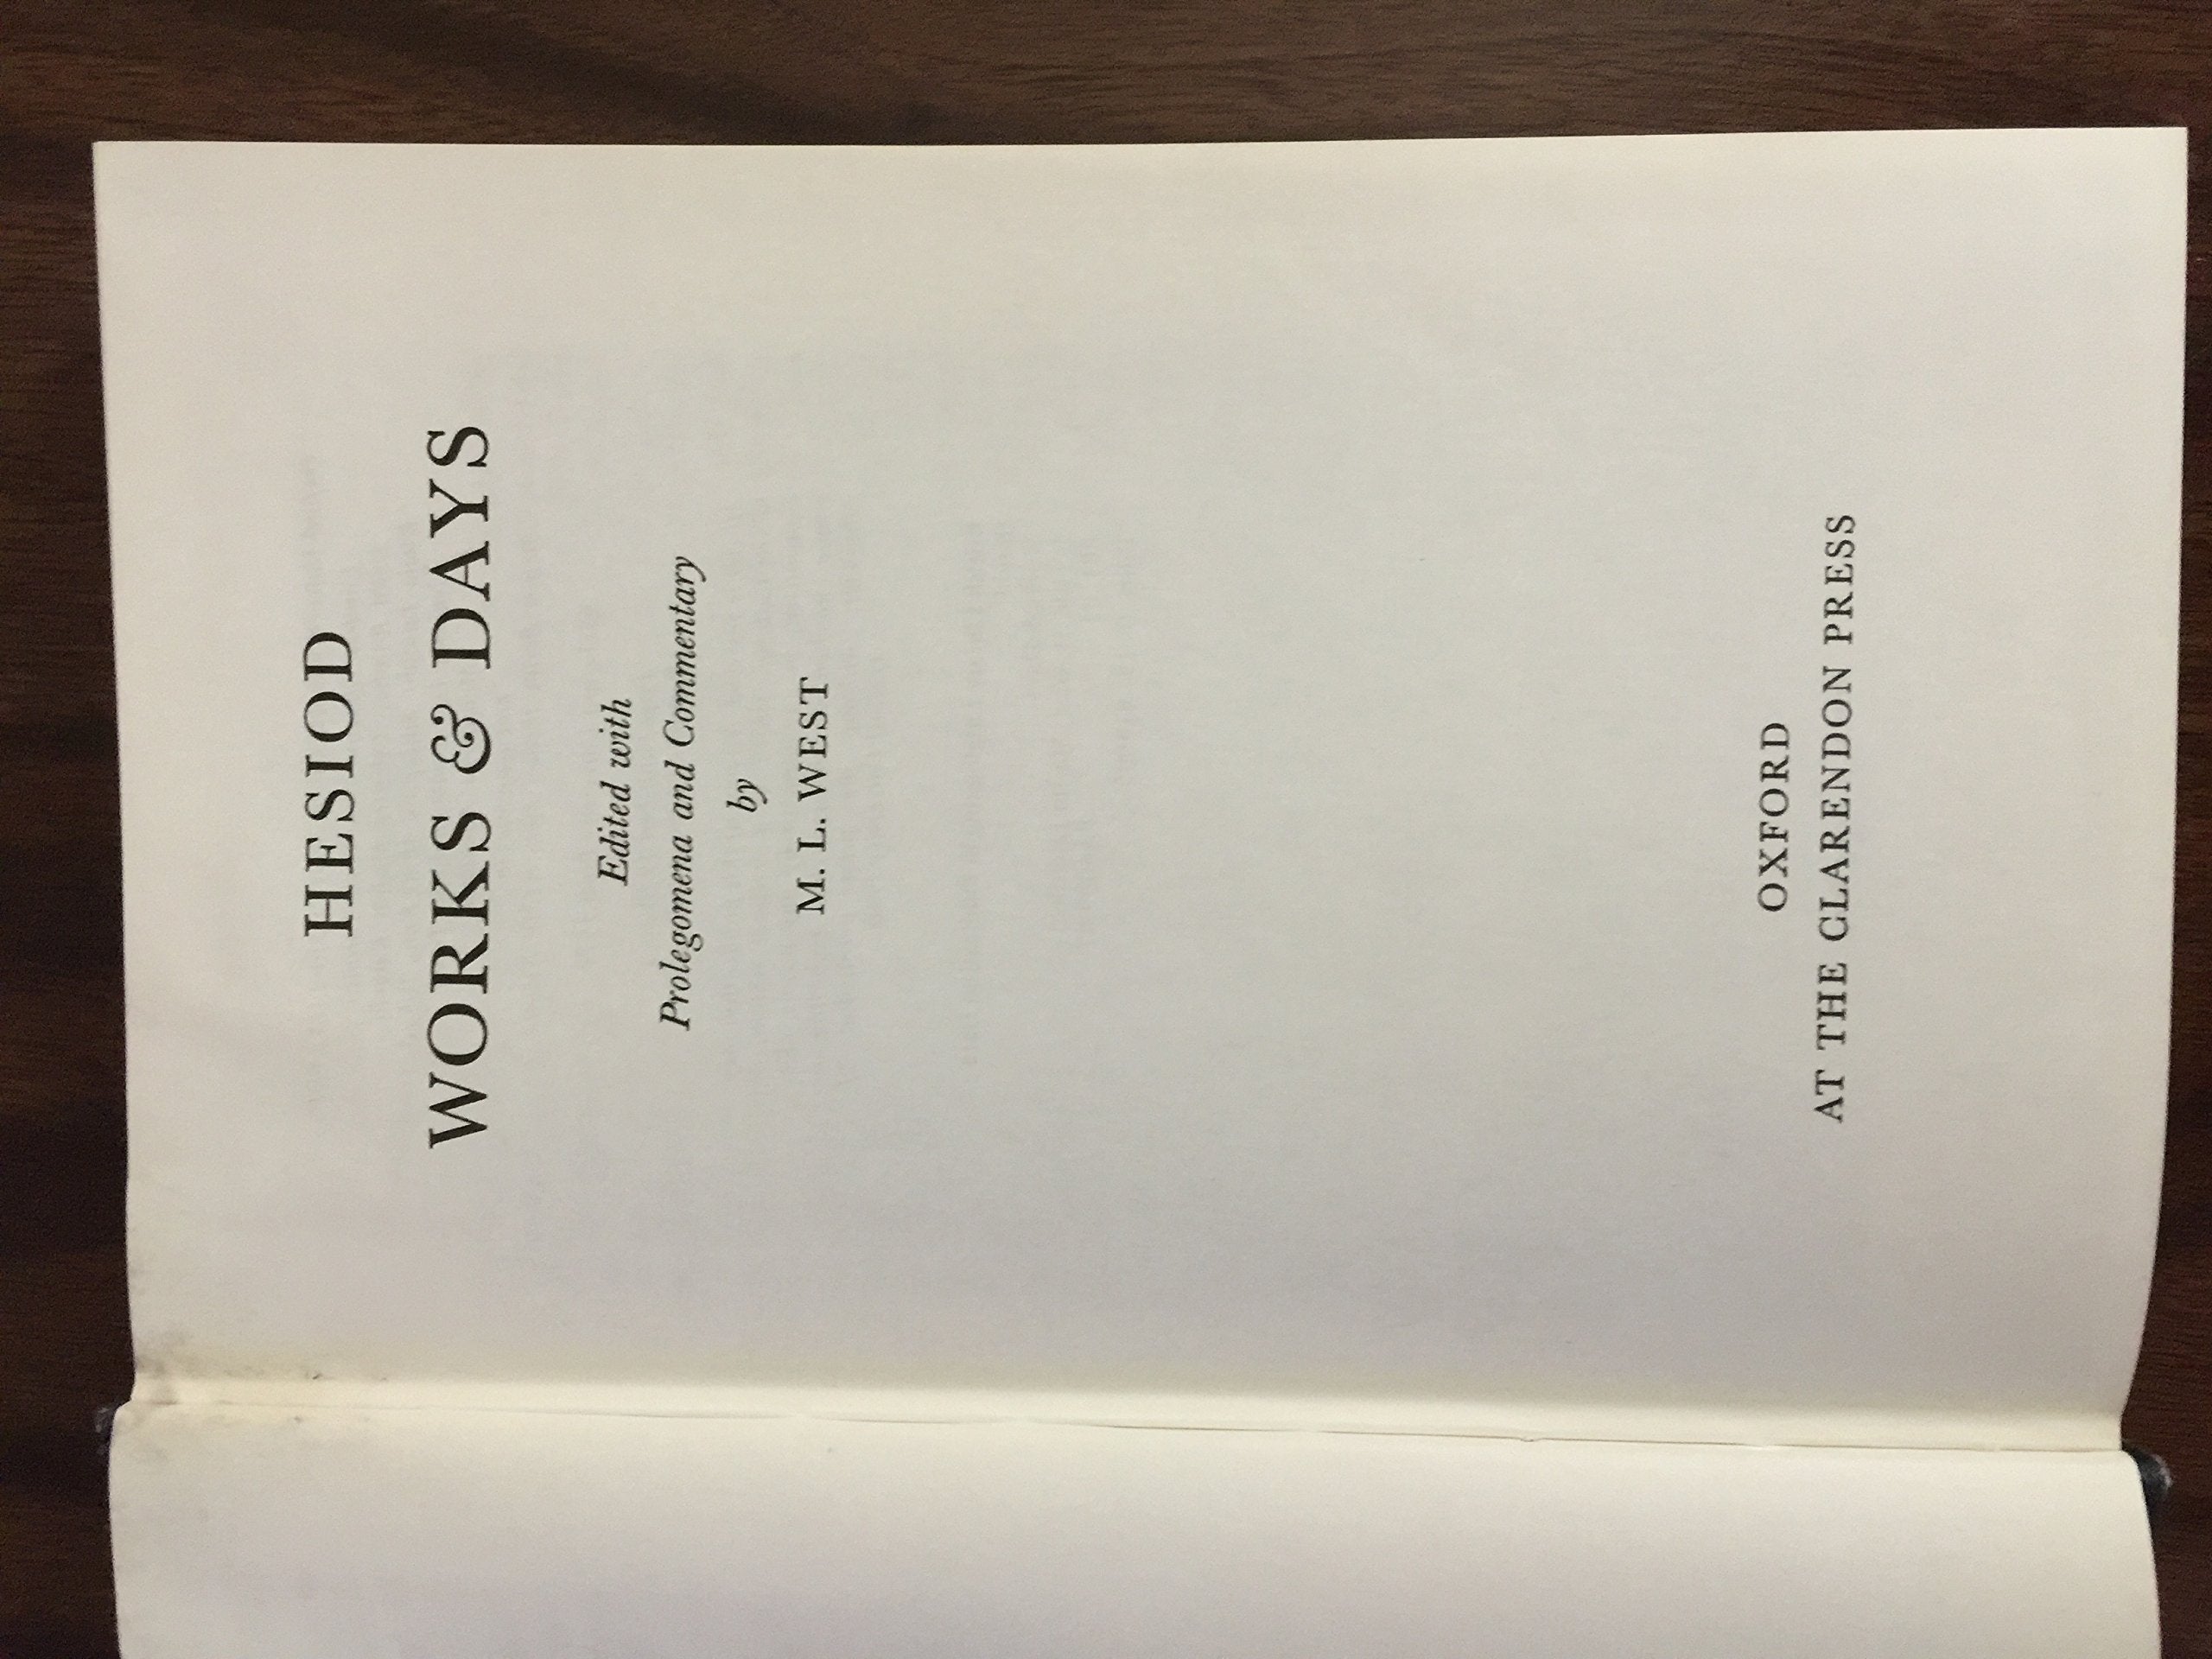 HESIOD
WORKS & DAYS
Edited with
Prolegomena and Commentary
by
M. L. WEST
OXFORD
AT THE CLARENDON PRESS